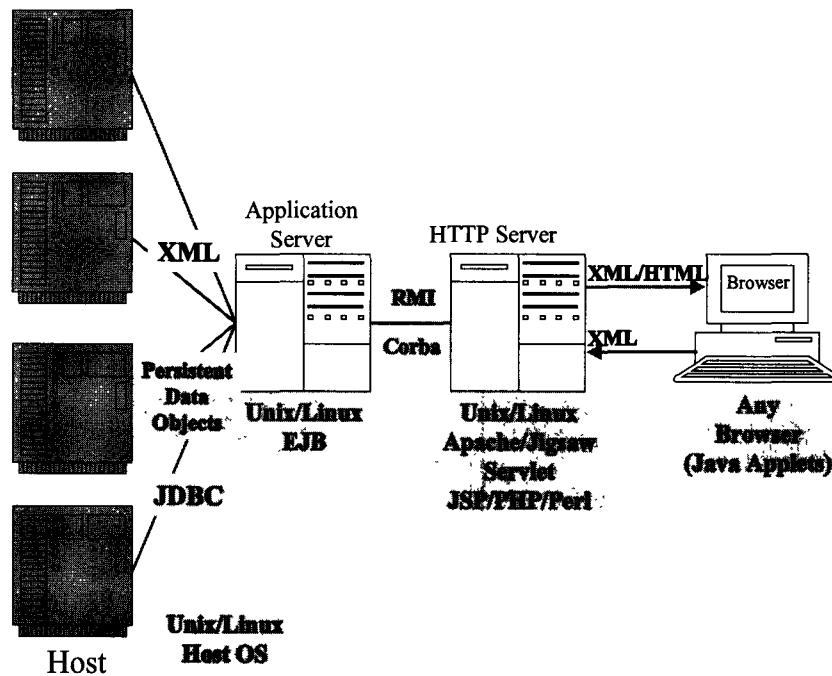 Application
Server
HTTP Server
XML
RMI
Corba
XML/HTML
XML
Browser
Persistent
Data
Objects
JDBC
Unix/Linux
EJB
Unix/Linux
Apache/Jigsaw
Servlet
JSP/PHP/Perl
Any
Browser
(Java Applets)
Unix/Linux
Host OS
Host